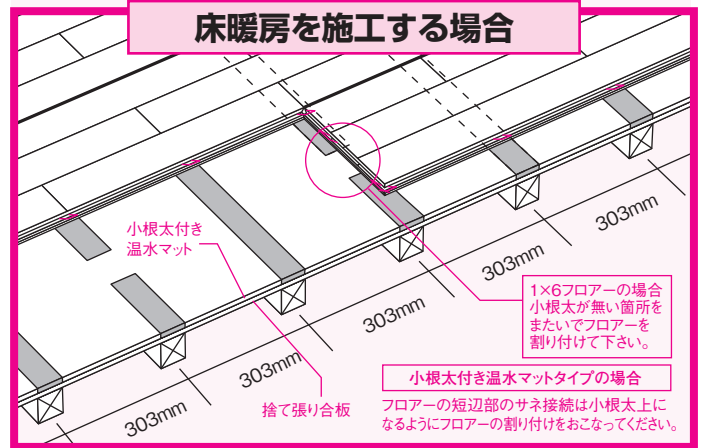 床暖房を施工する場合
小根太付き
温水マット
303mm
303mm
303mm
303mm
303mm
1×6フロアーの場合
小根太が無い箇所を
またいでフロアーを
割り付けて下さい。
捨て張り合板
小根太付き温水マットタイプの場合
フロアーの短辺部のサネ接続は小根太上に
なるようにフロアーの割り付けをおこなってください。